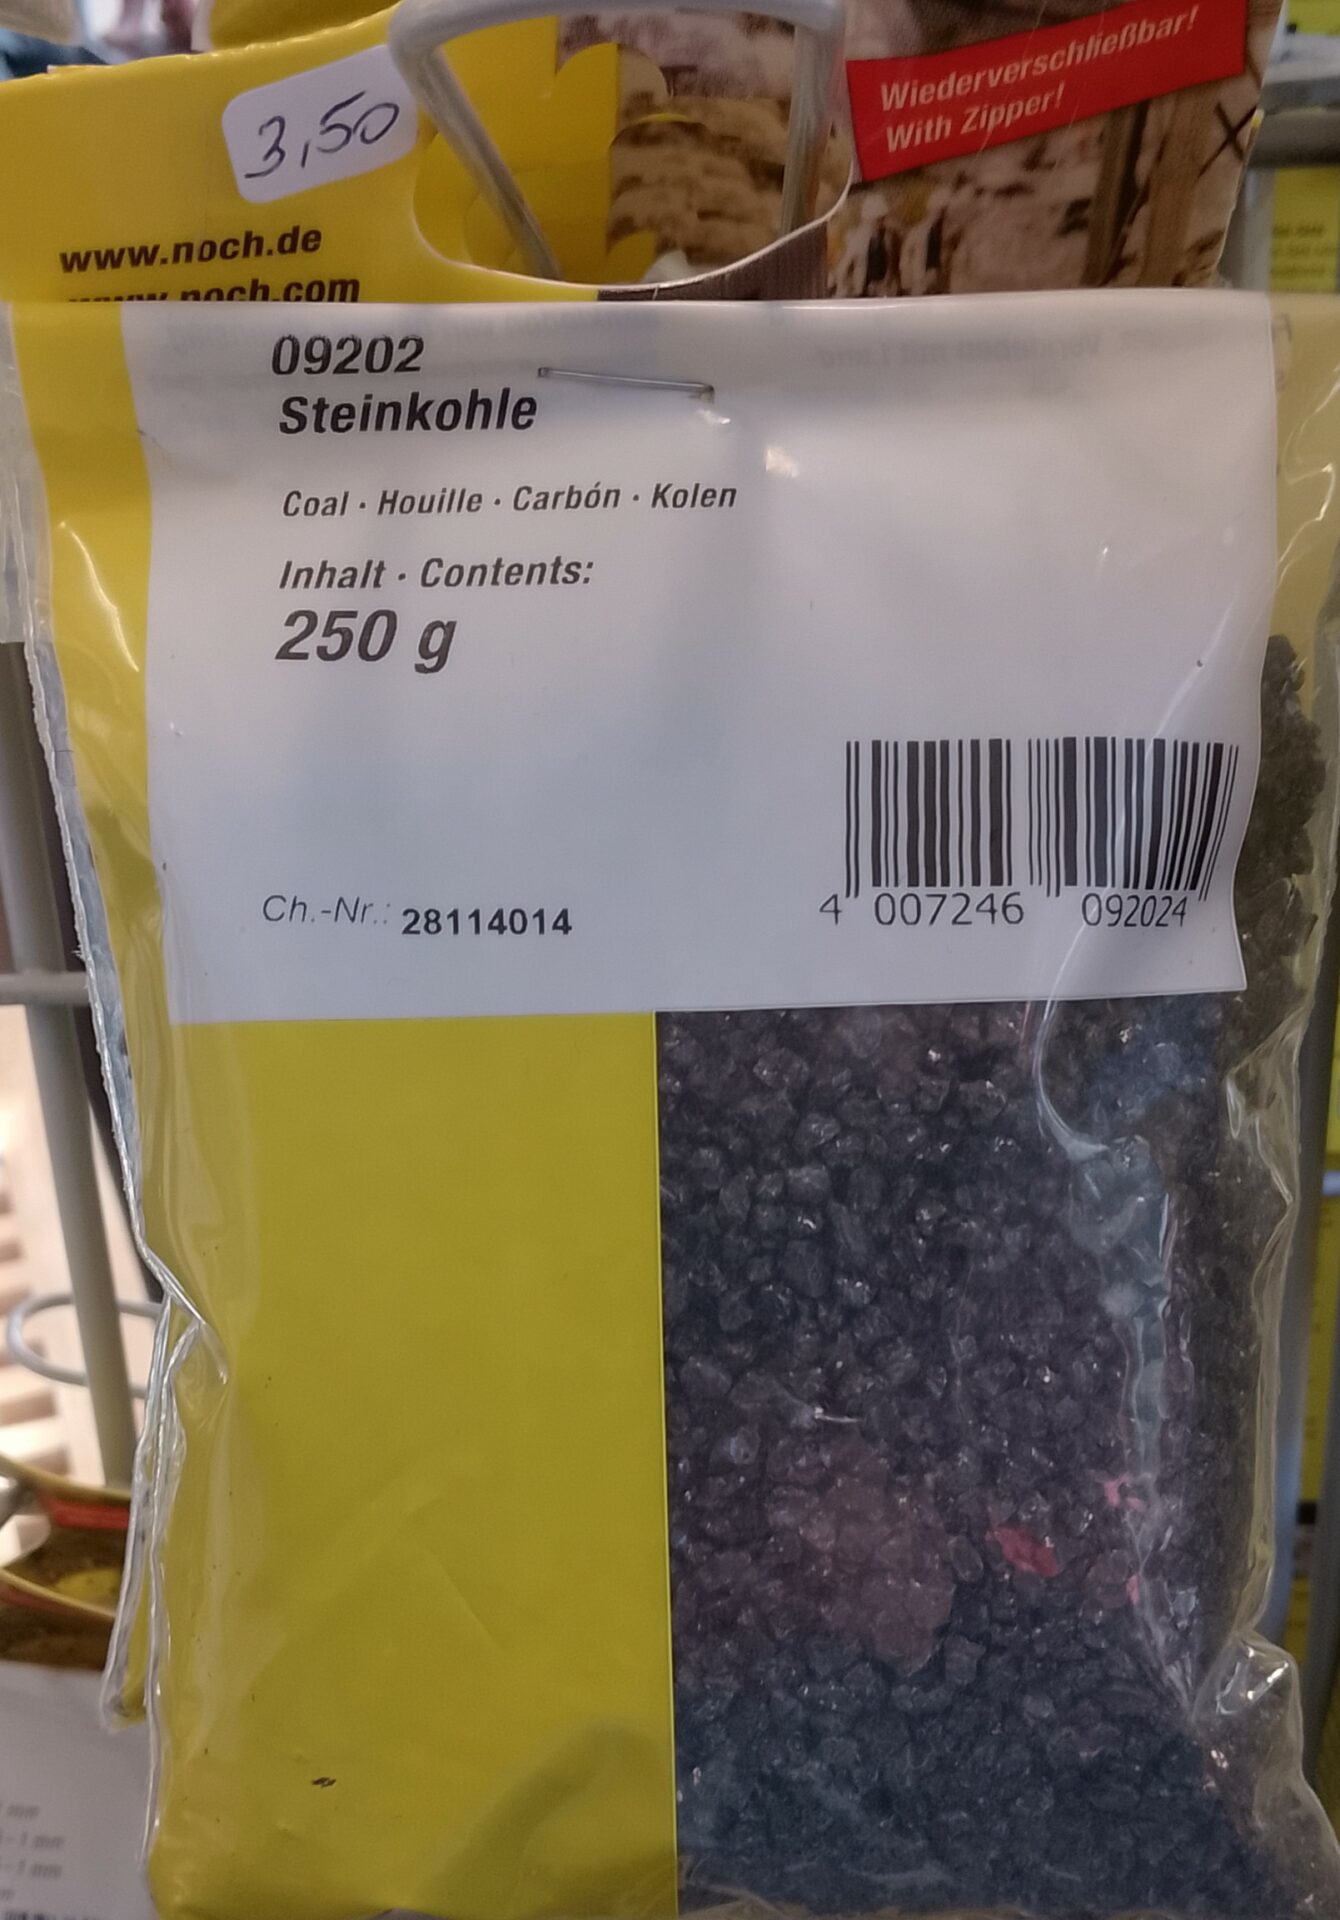 3,50
Wiederverschließbar!
With Zipper!
www.noch.de
www.noch.com
09202
Steinkohle
Coal · Houille · Carbón · Kolen
Inhalt · Contents:
250 g
Ch.-Nr.: 28114014
4 007246 092024